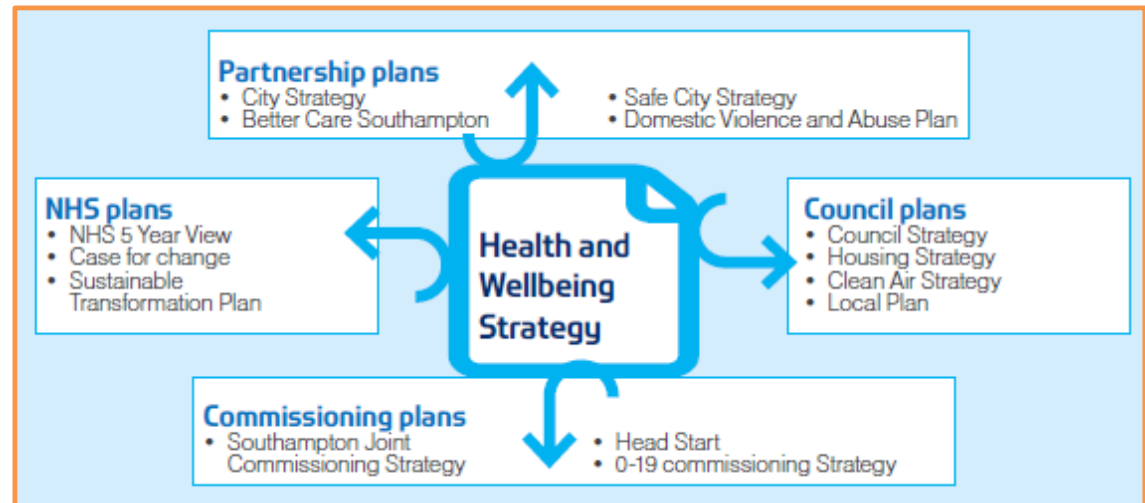 Partnership plans
• City Strategy
• Better Care Southampton
• Safe City Strategy
• Domestic Violence and Abuse Plan
NHS plans
• NHS 5 Year View
• Case for change
• Sustainable
Transformation Plan
Health and
Wellbeing
Strategy
Council plans
• Council Strategy
• Housing Strategy
• Clean Air Strategy
• Local Plan
Commissioning plans
• Southampton Joint
Commissioning Strategy
• Head Start
• 0-19 commissioning Strategy